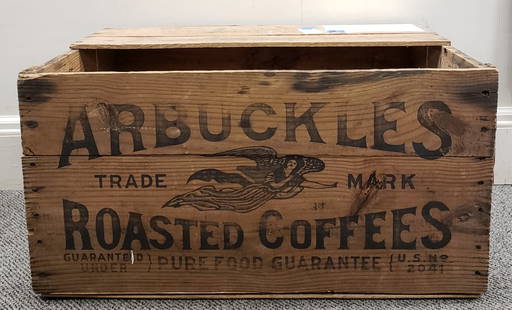 ARBUCKLES
TRADE MARK
ROASTED COFFEES
GUARANTEED UNDER } PURE FOOD GUARANTEE { U.S. No 2041